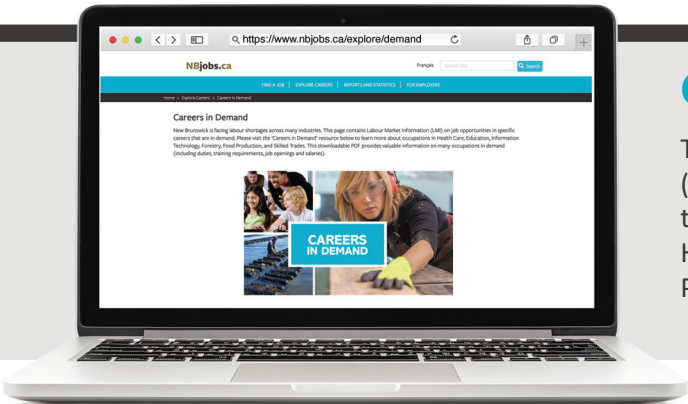 https://www.nbjobs.ca/explore/demand
NBjobs.ca
Français
Search
FIND A JOB | EXPLORE CAREERS | REPORTS AND STATISTICS | FOR EMPLOYERS
Home > Explore Careers > Careers in Demand
Careers in Demand
New Brunswick is facing labour shortages across many industries. This page contains Labour Market Information (LMI) on job opportunities in specific
careers that are in demand. Please visit the 'Careers in Demand' resource below to learn more about occupations in Health Care, Education, Information
Technology, Forestry, Food Production, and Skilled Trades. This downloadable PDF provides valuable information on many occupations in demand
(including duties, training requirements, job openings and salaries).
CAREERS
IN DEMAND